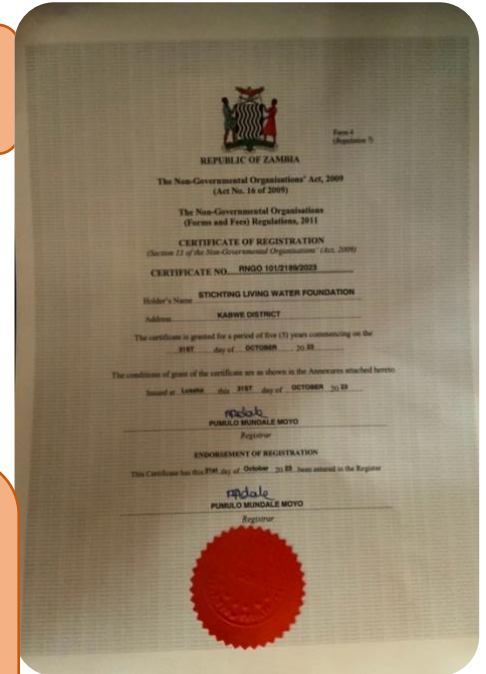 Form 4
(Regulation 7)
REPUBLIC OF ZAMBIA
The Non-Governmental Organisations' Act, 2009
(Act No. 16 of 2009)
The Non-Governmental Organisations
(Forms and Fees) Regulations, 2011
CERTIFICATE OF REGISTRATION
(Section 13 of the Non-Governmental Organisations' (Act, 2009)
CERTIFICATE NO. RNGO 101/2189/2023
Holder's Name STICHTING LIVING WATER FOUNDATION
Address KABWE DISTRICT
The certificate is granted for a period of five (5) years commencing on the
31ST day of OCTOBER 20 23
The conditions of grant of the certificate are as shown in the Annexures attached hereto.
Issued at Lusaka this 31ST day of OCTOBER 20 23
PUMULO MUNDALE MOYO
Registrar
ENDORSEMENT OF REGISTRATION
This Certificate has this 31st day of October 20 23 been entered in the Register
PUMULO MUNDALE MOYO
Registrar